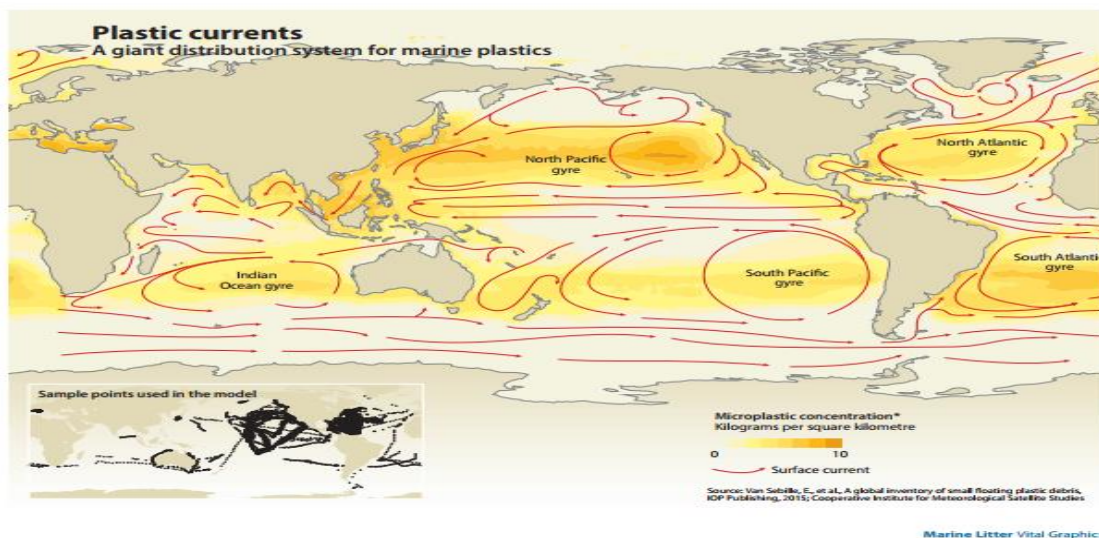 Plastic currents
A giant distribution system for marine plastics
North Pacific
gyre
North Atlantic
gyre
Indian
Ocean gyre
South Pacific
gyre
South Atlantic
gyre
Sample points used in the model
Microplastic concentration*
Kilograms per square kilometre
0 10
Surface current
Source: Van Sebille, E., et al., A global inventory of small floating plastic debris,
IOP Publishing, 2015; Cooperative Institute for Meteorological Satellite Studies
Marine Litter Vital Graphics